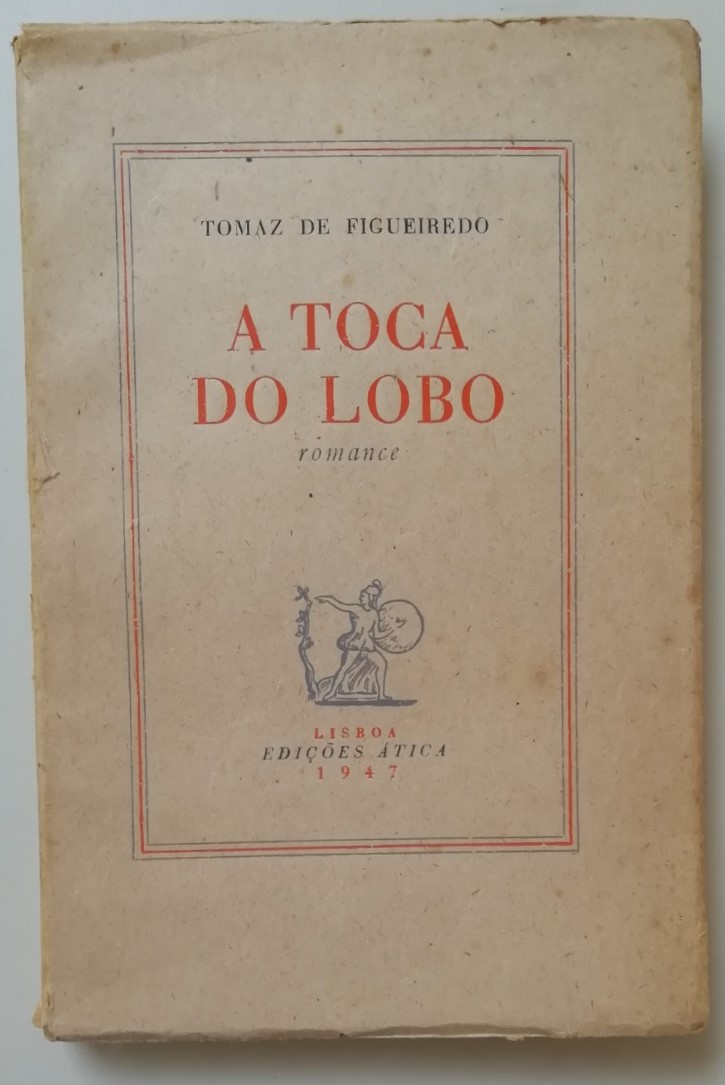 TOMAZ DE FIGUEIREDO
A TOCA
DO LOBO
romance
LISBOA
EDIÇÕES ÁTICA
1947